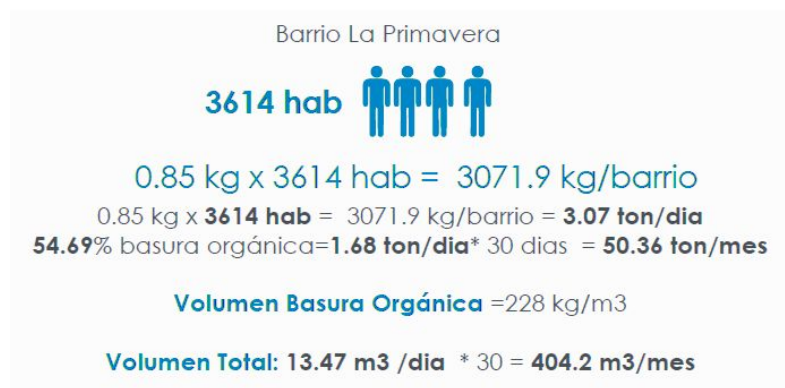 Barrio La Primavera
3614 hab
0.85 kg x 3614 hab = 3071.9 kg/barrio
0.85 kg x 3614 hab = 3071.9 kg/barrio = 3.07 ton/dia
54.69% basura orgánica=1.68 ton/dia* 30 dias = 50.36 ton/mes
Volumen Basura Orgánica =228 kg/m3
Volumen Total: 13.47 m3 /dia * 30 = 404.2 m3/mes